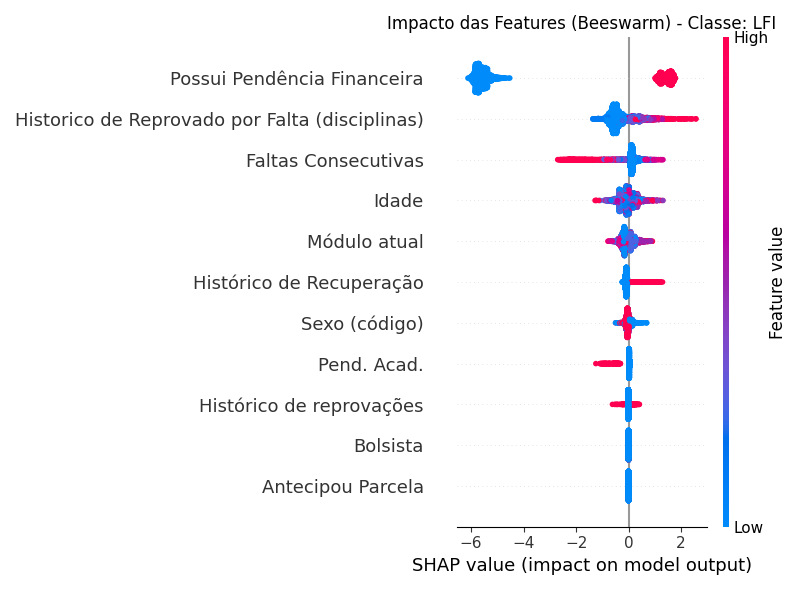 Impacto das Features (Beeswarm) - Classe: LFI
High
Possui Pendência Financeira
Historico de Reprovado por Falta (disciplinas)
Faltas Consecutivas
Idade
Módulo atual
Histórico de Recuperação
Sexo (código)
Pend. Acad.
Histórico de reprovações
Bolsista
Antecipou Parcela
Feature value
Low
−6 −4 −2 0 2
SHAP value (impact on model output)